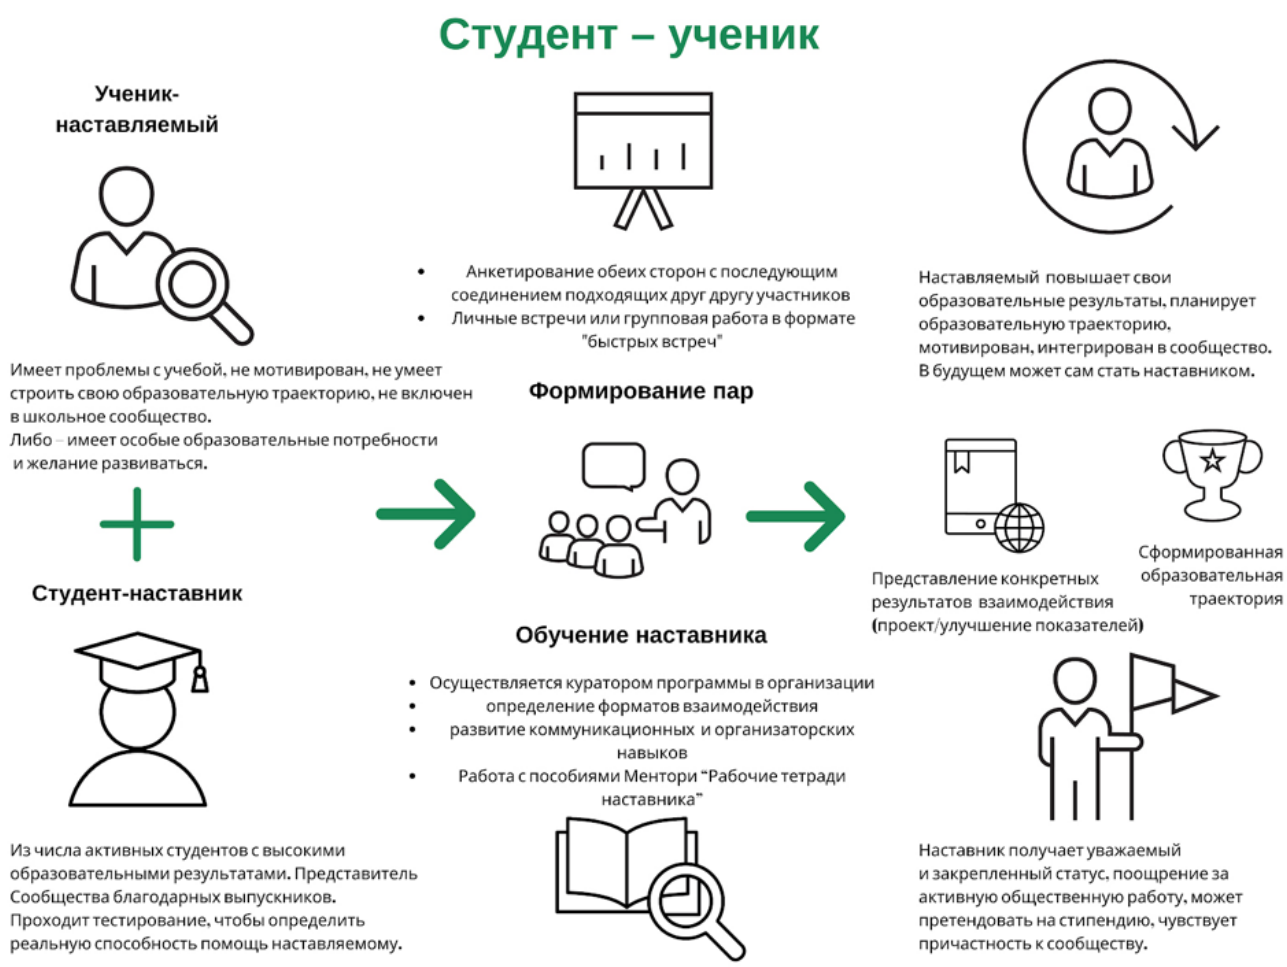 Студент – ученик
Ученик-
наставляемый
Имеет проблемы с учебой, не мотивирован, не умеет
строить свою образовательную траекторию, не включен
в школьное сообщество.
Либо – имеет особые образовательные потребности
и желание развиваться.
Студент-наставник
Из числа активных студентов с высокими
образовательными результатами. Представитель
Сообщества благодарных выпускников.
Проходит тестирование, чтобы определить
реальную способность помощь наставляемому.
• Анкетирование обеих сторон с последующим
соединением подходящих друг другу участников
• Личные встречи или групповая работа в формате
"быстрых встреч"
Формирование пар
Обучение наставника
• Осуществляется куратором программы в организации
• определение форматов взаимодействия
• развитие коммуникационных и организаторских
навыков
• Работа с пособиями Ментори “Рабочие тетради
наставника”
Наставляемый повышает свои
образовательные результаты, планирует
образовательную траекторию,
мотивирован, интегрирован в сообщество.
В будущем может сам стать наставником.
Представление конкретных
результатов взаимодействия
(проект/улучшение показателей)
Сформированная
образовательная
траектория
Наставник получает уважаемый
и закрепленный статус, поощрение за
активную общественную работу, может
претендовать на стипендию, чувствует
причастность к сообществу.